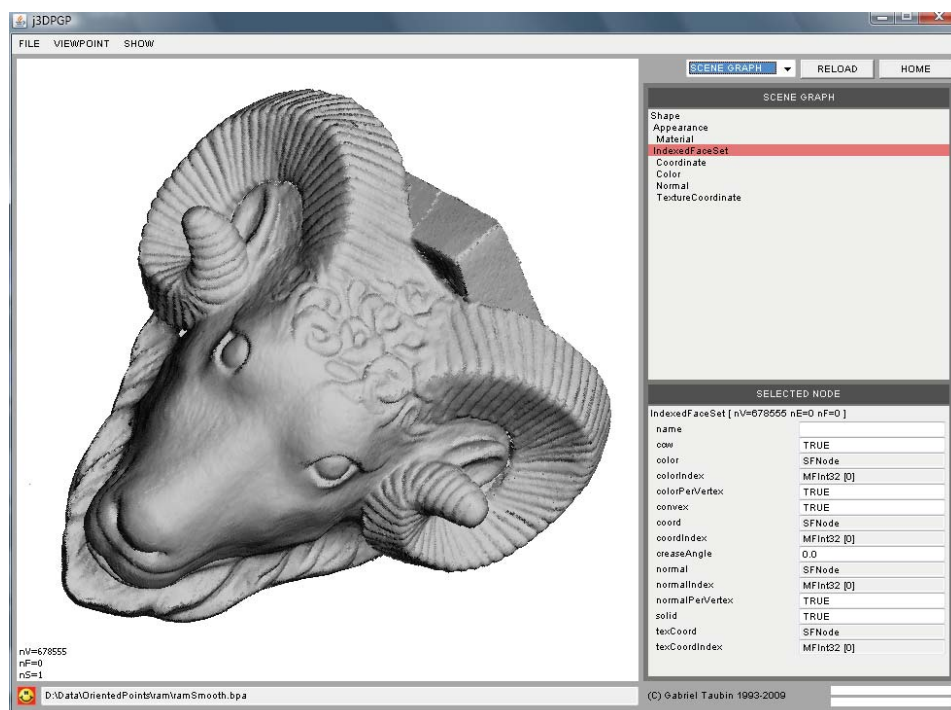 j3DPGP
FILE VIEWPOINT SHOW
SCENE GRAPH RELOAD HOME
SCENE GRAPH
Shape
Appearance
Material
IndexedFaceSet
Coordinate
Color
Normal
TextureCoordinate
SELECTED NODE
IndexedFaceSet [ nV=678555 nE=0 nF=0 ]
name
ccw TRUE
color SFNode
colorIndex MFInt32 [0]
colorPerVertex TRUE
convex TRUE
coord SFNode
coordIndex MFInt32 [0]
creaseAngle 0.0
normal SFNode
normalIndex MFInt32 [0]
normalPerVertex TRUE
solid TRUE
texCoord SFNode
texCoordIndex MFInt32 [0]
nV=678555
nF=0
nS=1
D:\Data\OrientedPoints\ram\ramSmooth.bpa
(C) Gabriel Taubin 1993-2009